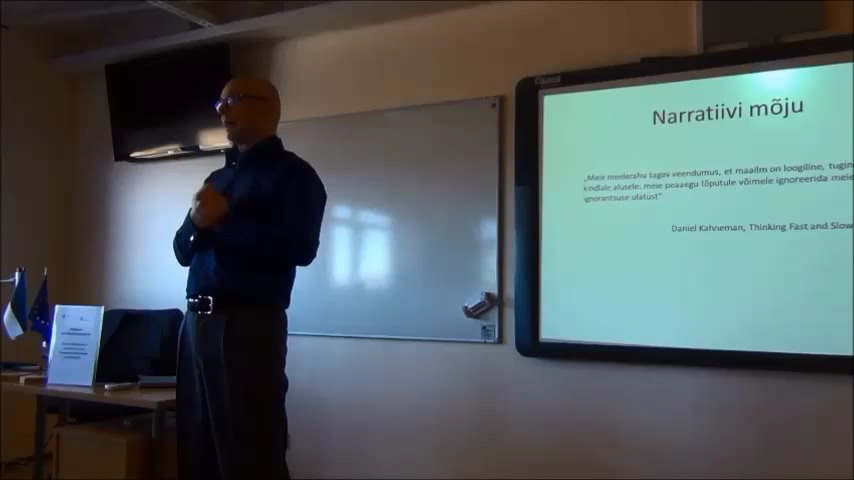 Narratiivi mõju
„Meie meelerahu tagav veendumus, et maailm on loogiline, tugin
kindlale alusele: meie peaaegu lõputule võimele ignoreerida meie
ignorantsuse ulatust"
Daniel Kahneman, Thinking Fast and Slow